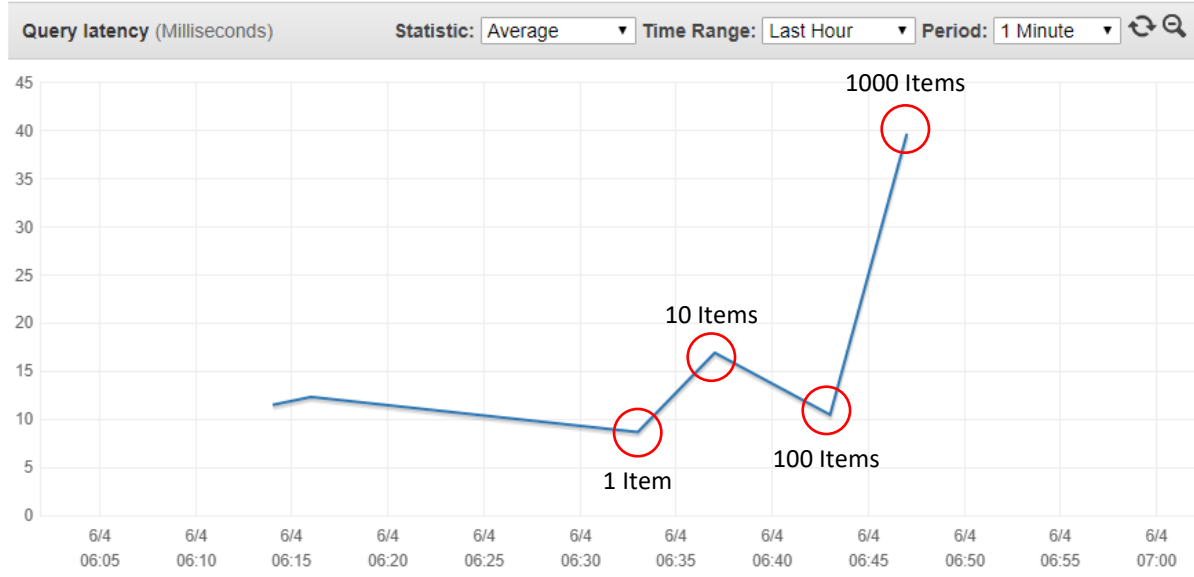 Query latency (Milliseconds) Statistic: Average Time Range: Last Hour Period: 1 Minute
45
1000 Items
40
35
30
25
20
10 Items
15
10
100 Items
5
1 Item
0
6/4 6/4 6/4 6/4 6/4 6/4 6/4 6/4 6/4 6/4 6/4 6/4
06:05 06:10 06:15 06:20 06:25 06:30 06:35 06:40 06:45 06:50 06:55 07:00